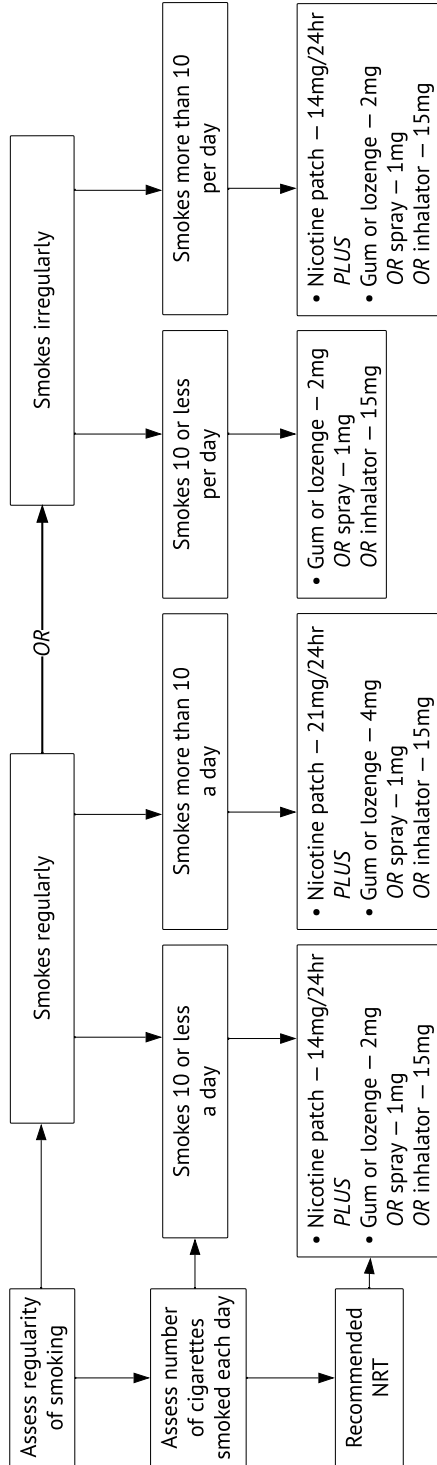 Assess regularity
of smoking
Smokes regularly
OR
Smokes irregularly
Assess number
of cigarettes
smoked each day
Smokes 10 or less
a day
Smokes more than 10
a day
Smokes 10 or less
per day
Smokes more than 10
per day
Recommended
NRT
• Nicotine patch – 14mg/24hr
PLUS
• Gum or lozenge – 2mg
OR spray – 1mg
OR inhalator – 15mg
• Nicotine patch – 21mg/24hr
PLUS
• Gum or lozenge – 4mg
OR spray – 1mg
OR inhalator – 15mg
• Gum or lozenge – 2mg
OR spray – 1mg
OR inhalator – 15mg
• Nicotine patch – 14mg/24hr
PLUS
• Gum or lozenge – 2mg
OR spray – 1mg
OR inhalator – 15mg